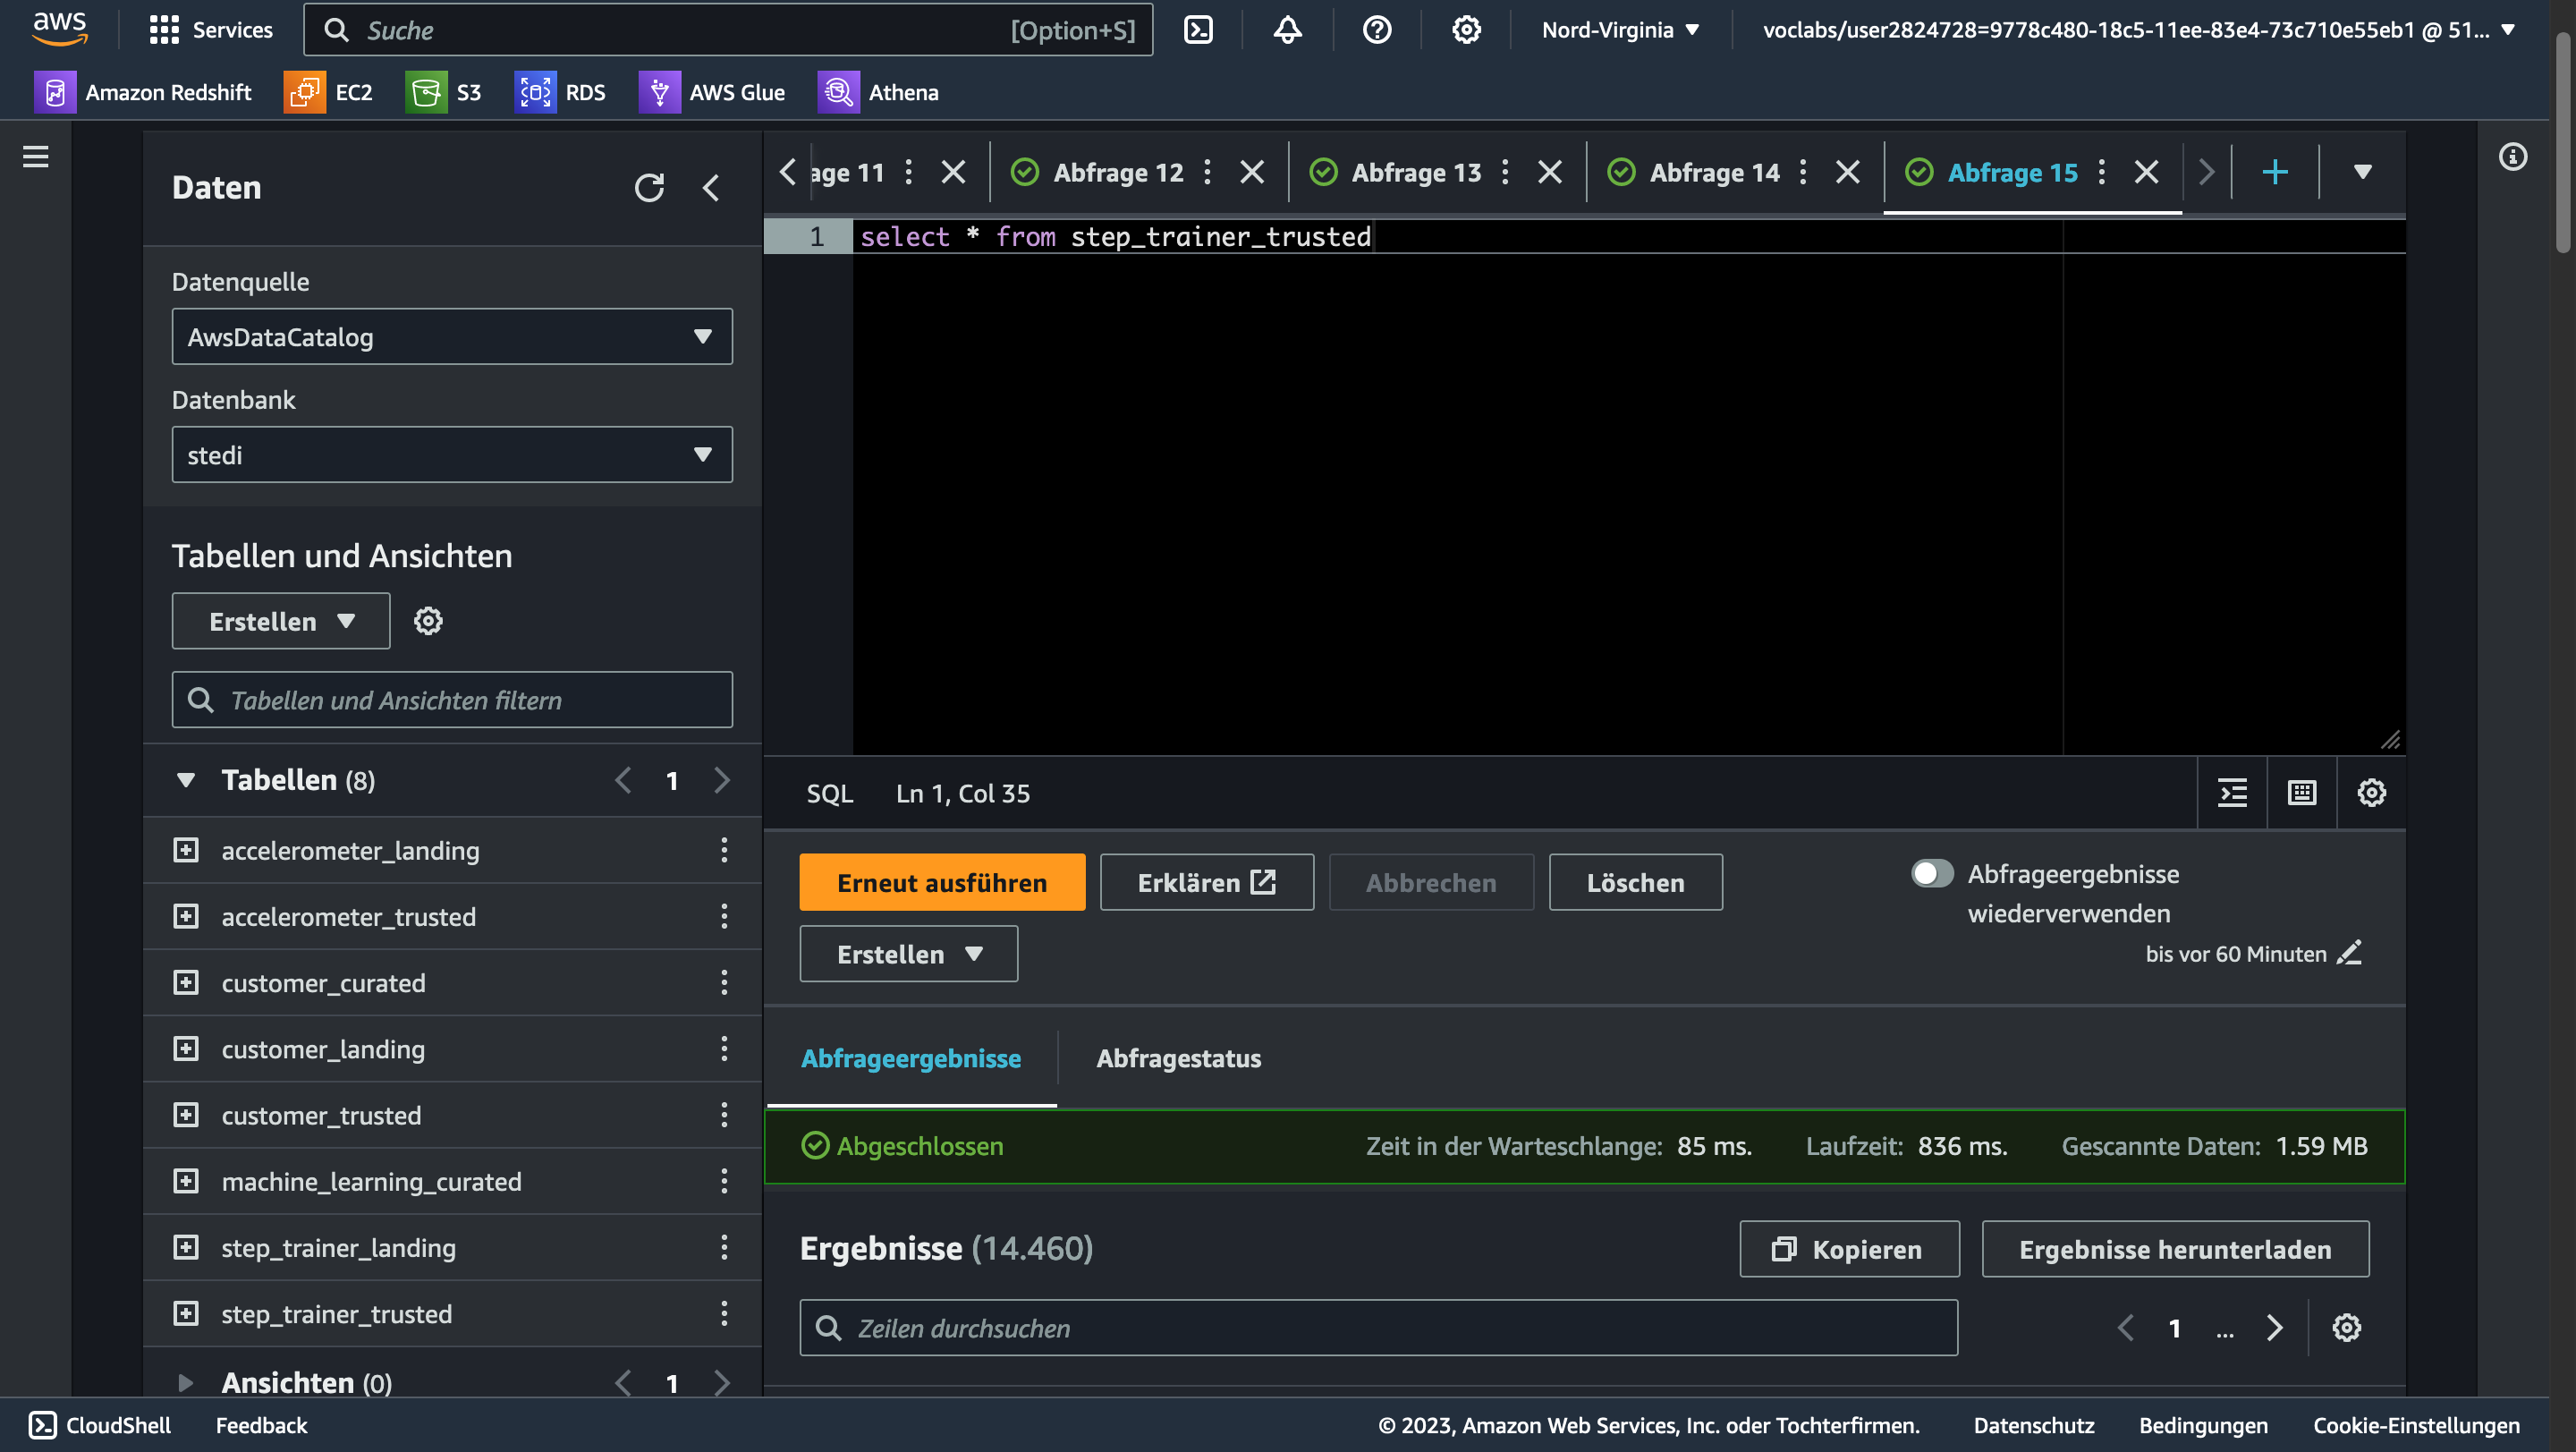 aws
Services
Suche
[Option+S]
Nord-Virginia
voclabs/user2824728=9778c480-18c5-11ee-83e4-73c710e55eb1 @ 51...
Amazon Redshift
EC2
S3
RDS
AWS Glue
Athena
Daten
Datenquelle
AwsDataCatalog
Datenbank
stedi
Tabellen und Ansichten
Erstellen
Tabellen und Ansichten filtern
Tabellen (8)
1
accelerometer_landing
accelerometer_trusted
customer_curated
customer_landing
customer_trusted
machine_learning_curated
step_trainer_landing
step_trainer_trusted
Ansichten (0)
1
age 11
Abfrage 12
Abfrage 13
Abfrage 14
Abfrage 15
1 select * from step_trainer_trusted
SQL
Ln 1, Col 35
Erneut ausführen
Erklären
Abbrechen
Löschen
Erstellen
Abfrageergebnisse
wiederverwenden
bis vor 60 Minuten
Abfrageergebnisse
Abfragestatus
Abgeschlossen
Zeit in der Warteschlange: 85 ms.
Laufzeit: 836 ms.
Gescannte Daten: 1.59 MB
Ergebnisse (14.460)
Kopieren
Ergebnisse herunterladen
Zeilen durchsuchen
1 ...
CloudShell
Feedback
© 2023, Amazon Web Services, Inc. oder Tochterfirmen.
Datenschutz
Bedingungen
Cookie-Einstellungen